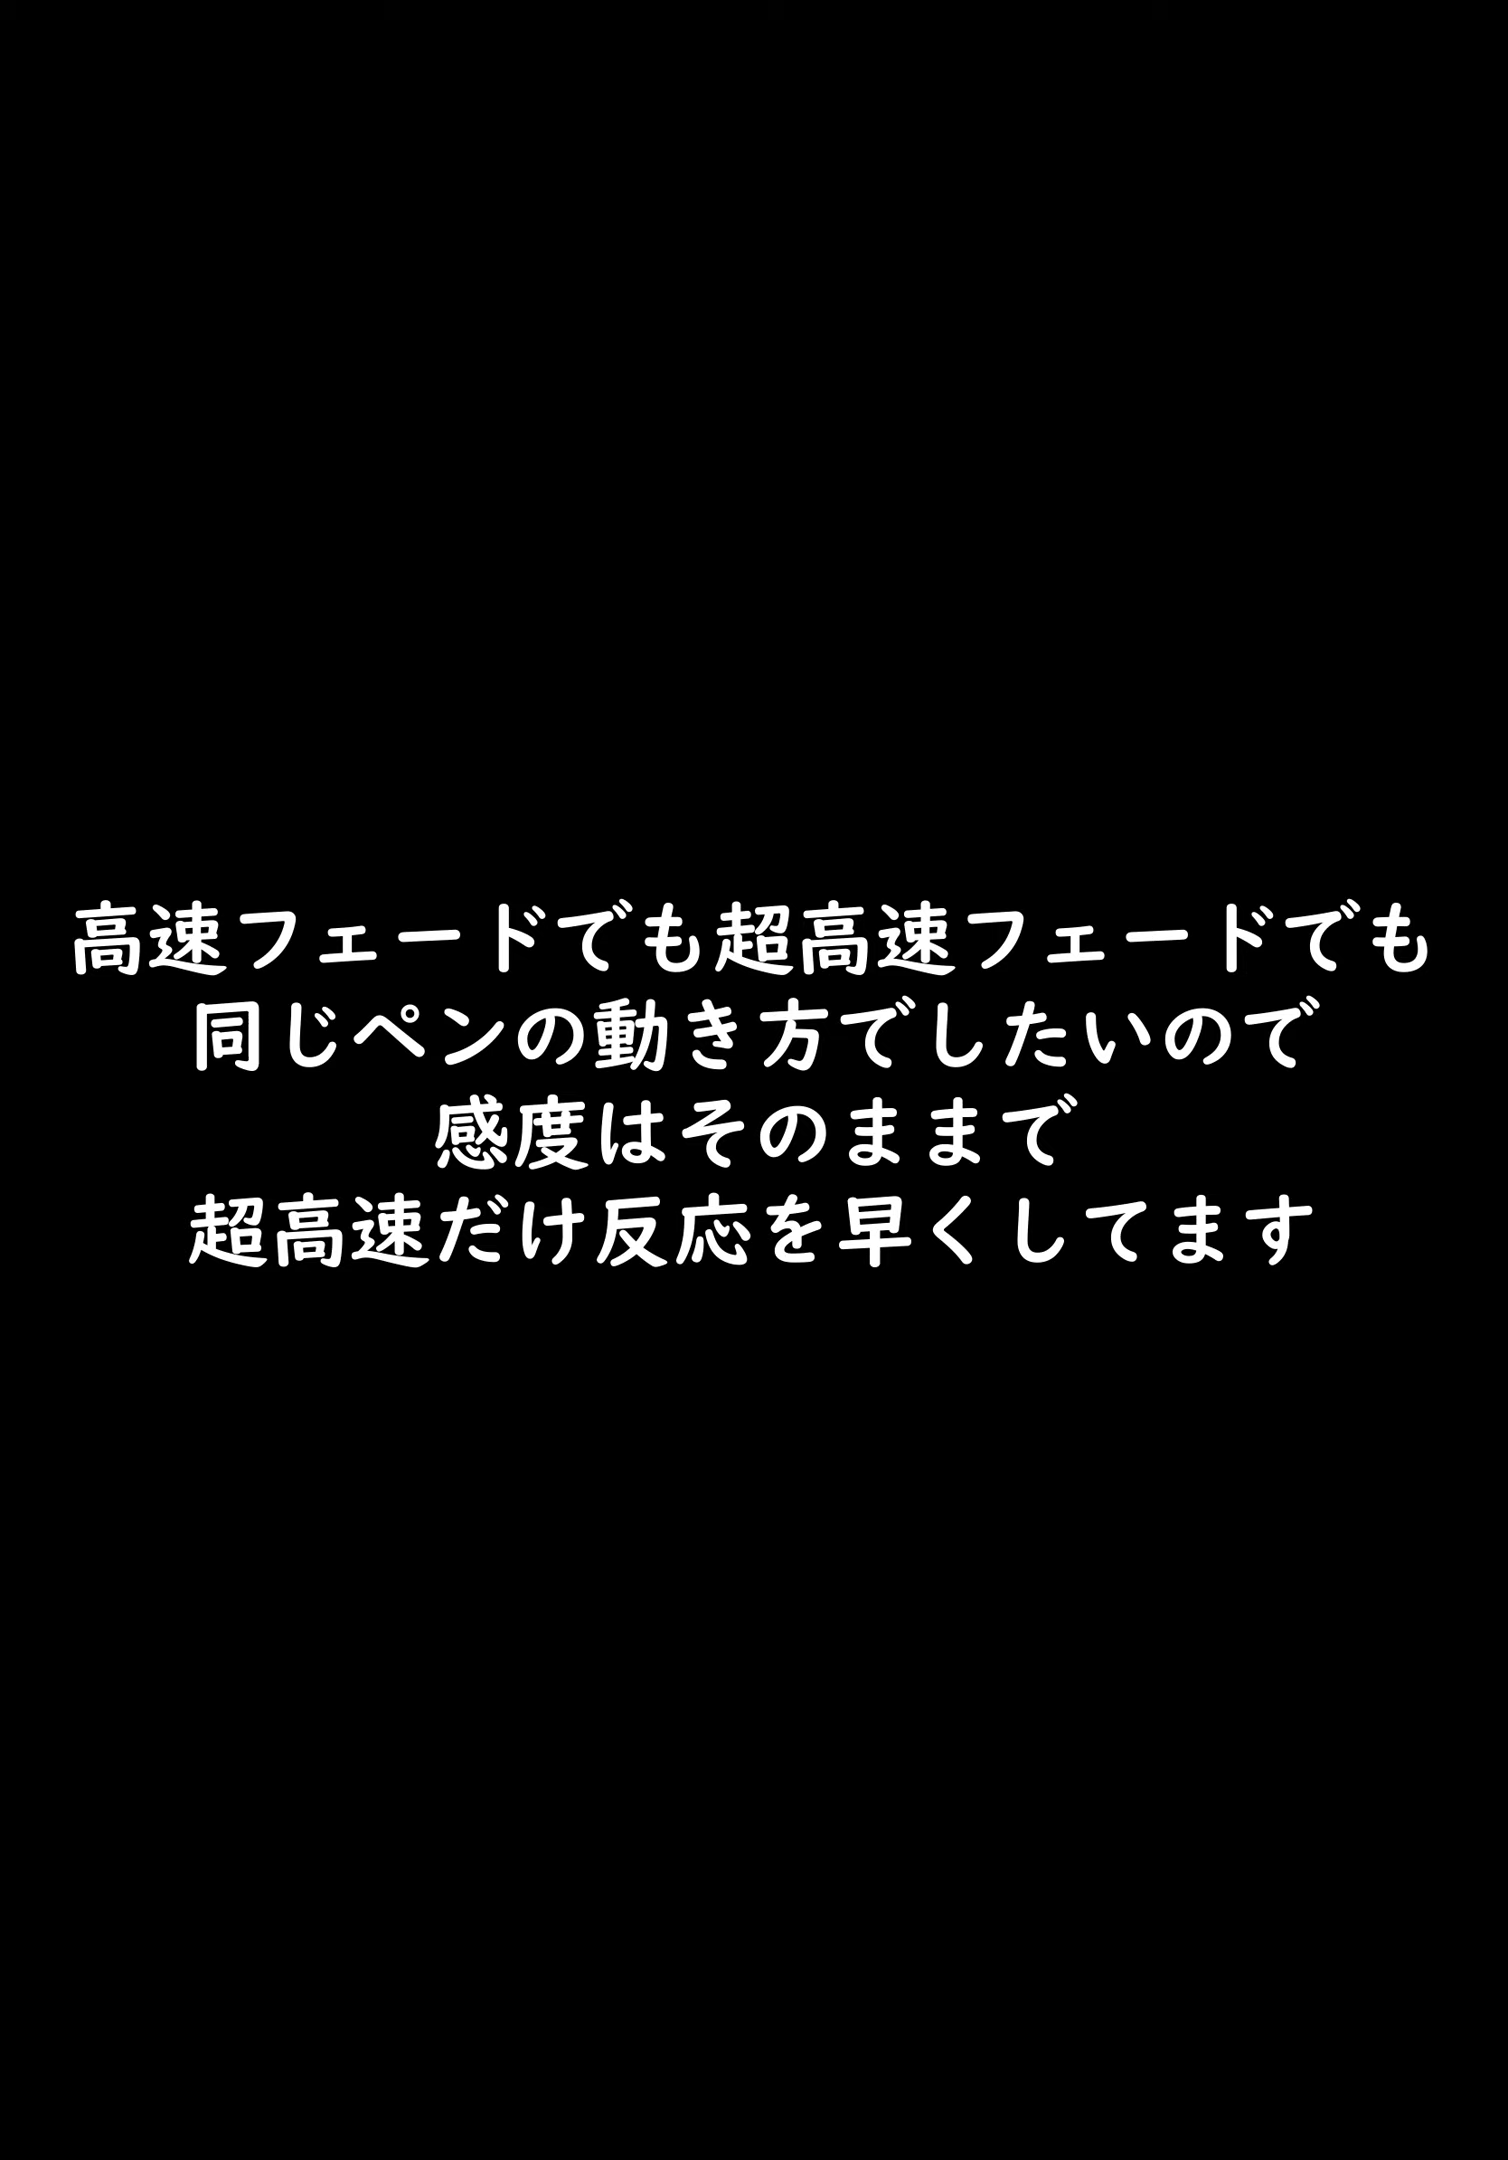 高速フェードでも超高速フェードでも
同じペンの動き方でしたいので
感度はそのままで
超高速だけ反応を早くしてます